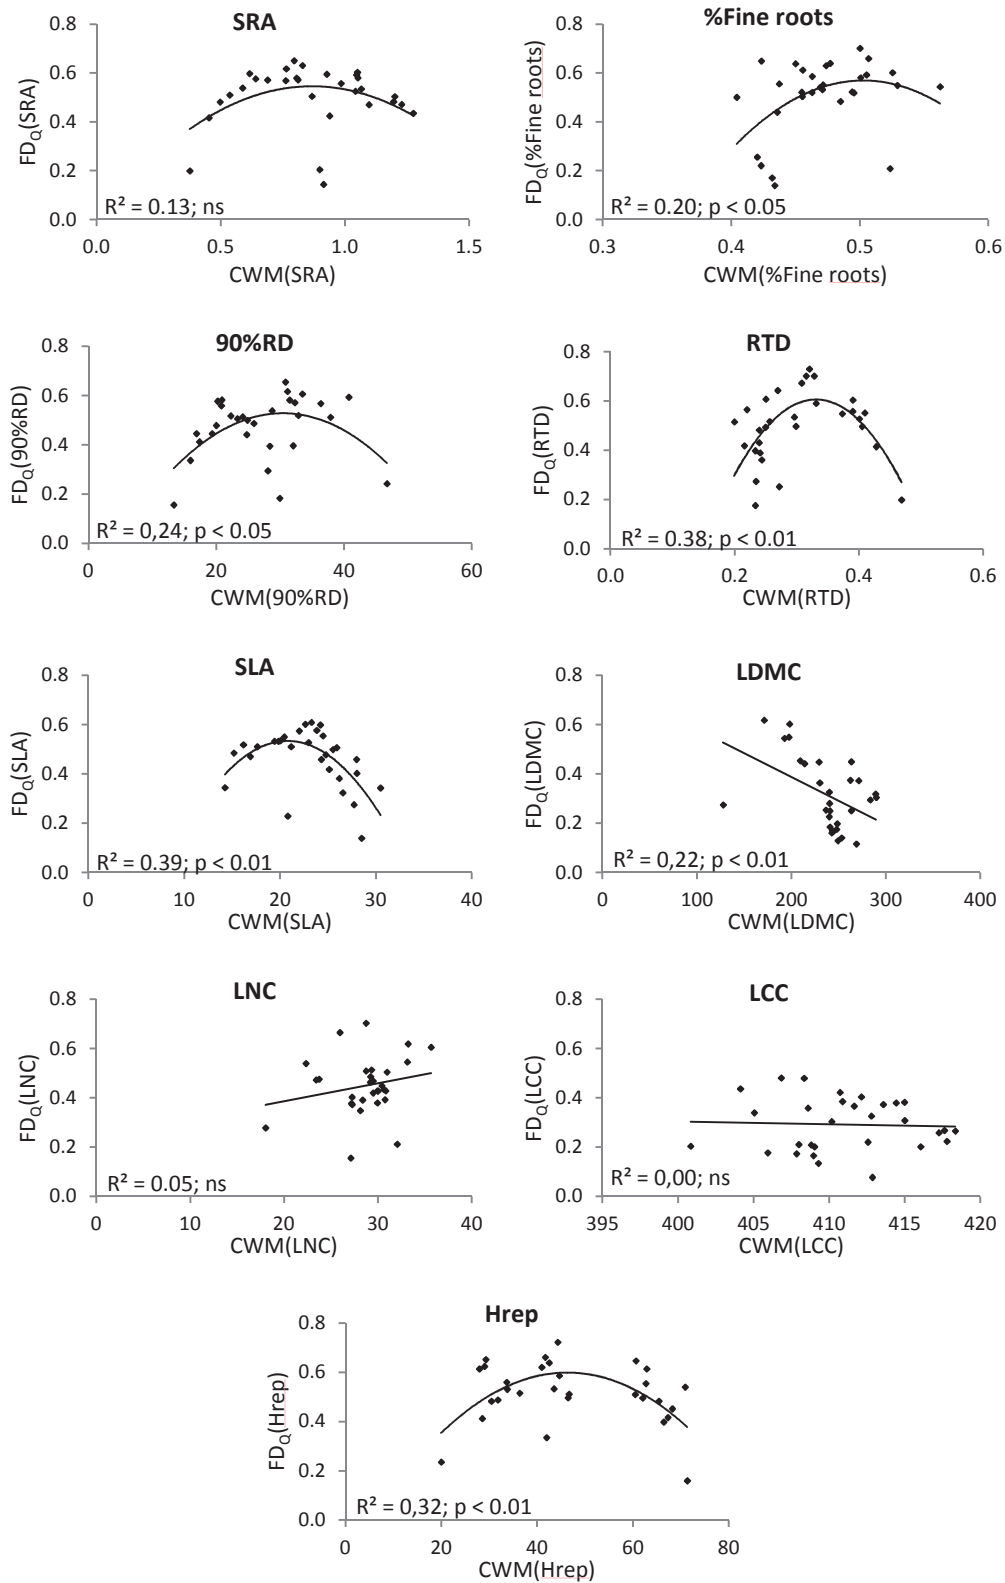 SRA
0.8
0.6
0.4
0.2
0.0
FDQ(SRA)
R² = 0.13; ns
0.0 0.5 1.0 1.5
CWM(SRA)
%Fine roots
0.8
0.6
0.4
0.2
0.0
FDQ(%Fine roots)
R² = 0.20; p < 0.05
0.3 0.4 0.5 0.6
CWM(%Fine roots)
90%RD
0.8
0.6
0.4
0.2
0.0
FDQ(90%RD)
R² = 0,24; p < 0.05
0 20 40 60
CWM(90%RD)
RTD
0.8
0.6
0.4
0.2
0.0
FDQ(RTD)
R² = 0.38; p < 0.01
0.0 0.2 0.4 0.6
CWM(RTD)
SLA
0.8
0.6
0.4
0.2
0.0
FDQ(SLA)
R² = 0.39; p < 0.01
0 10 20 30 40
CWM(SLA)
LDMC
0.8
0.6
0.4
0.2
0.0
FDQ(LDMC)
R² = 0,22; p < 0.01
0 100 200 300 400
CWM(LDMC)
LNC
0.8
0.6
0.4
0.2
0.0
FDQ(LNC)
R² = 0.05; ns
0 10 20 30 40
CWM(LNC)
LCC
0.8
0.6
0.4
0.2
0.0
FDQ(LCC)
R² = 0,00; ns
395 400 405 410 415 420
CWM(LCC)
Hrep
0.8
0.6
0.4
0.2
0.0
FDQ(Hrep)
R² = 0,32; p < 0.01
0 20 40 60 80
CWM(Hrep)